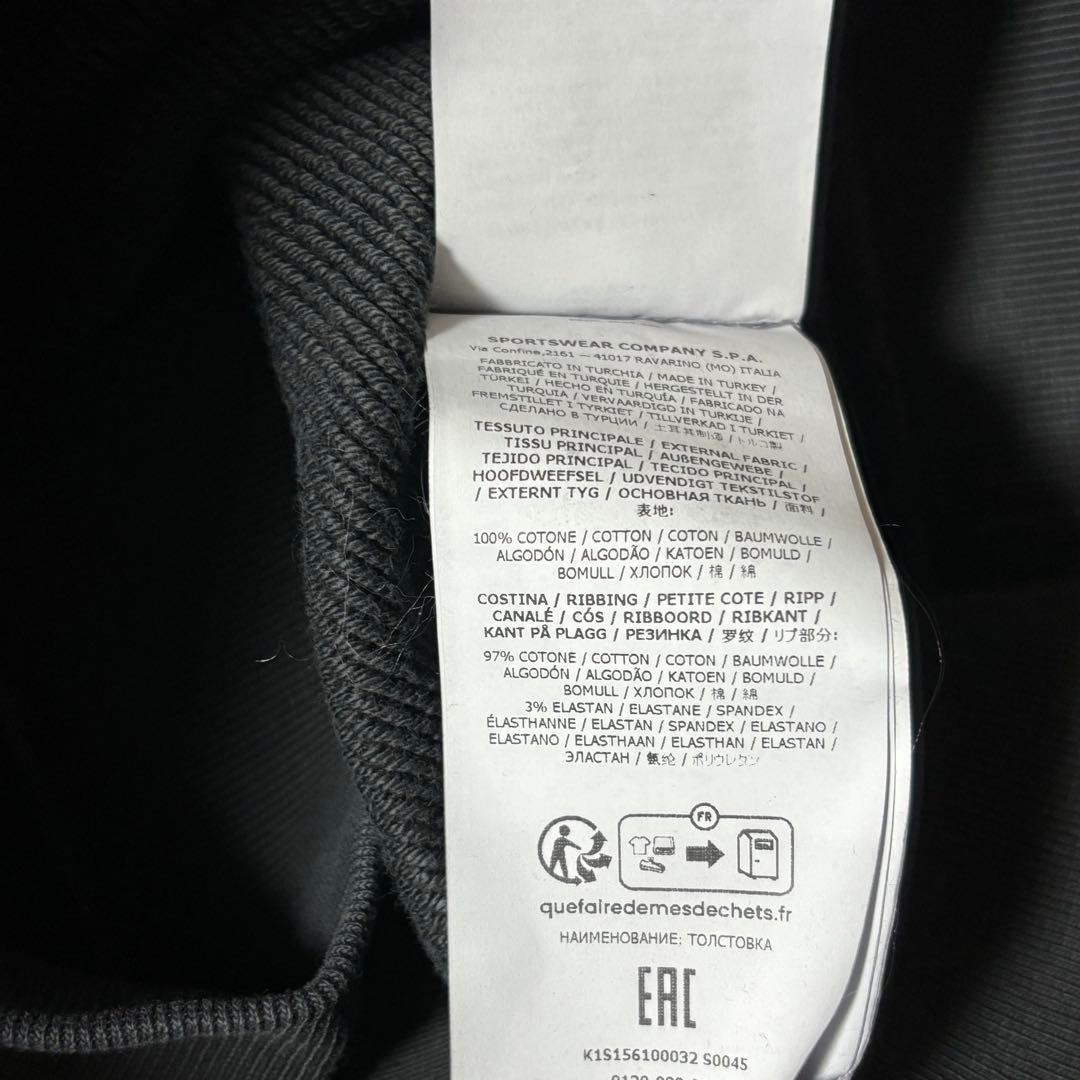 SPORTSWEAR COMPANY S.P.A.
Via Confine,2161 — 41017 RAVARINO (MO) ITALIA
FABBRICATO IN TURCHIA / MADE IN TURKEY /
FABRIQUÉ EN TURQUIE / HERGESTELLT IN DER
TÜRKEI / HECHO EN TURQUÍA / FABRICADO NA
TURQUIA / VERVAARDIGD IN TURKIJE /
FREMSTILLET I TYRKIET / TILLVERKAD I TURKIET /
СДЕЛАНО В ТУРЦИИ / 土耳其制造 / トルコ製
TESSUTO PRINCIPALE / EXTERNAL FABRIC /
TISSU PRINCIPAL / AUßENGEWEBE /
TEJIDO PRINCIPAL / TECIDO PRINCIPAL /
HOOFDWEEFSEL / UDVENDIGT TEKSTILSTOF
/ EXTERNT TYG / ОСНОВНАЯ ТКАНЬ / 面料 /
表地:
100% COTONE / COTTON / COTON / BAUMWOLLE /
ALGODÓN / ALGODÃO / KATOEN / BOMULD /
BOMULL / ХЛОПОК / 棉 / 綿
COSTINA / RIBBING / PETITE COTE / RIPP /
CANALÉ / CÓS / RIBBOORD / RIBKANT /
KANT PÅ PLAGG / РЕЗИНКА / 罗纹 / リブ部分:
97% COTONE / COTTON / COTON / BAUMWOLLE /
ALGODÓN / ALGODÃO / KATOEN / BOMULD /
BOMULL / ХЛОПОК / 棉 / 綿
3% ELASTAN / ELASTANE / SPANDEX /
ÉLASTHANNE / ELASTAN / SPANDEX / ELASTANO /
ELASTANO / ELASTHAAN / ELASTHAN / ELASTAN /
ЭЛАСТАН / 氨纶 / ポリウレタン
FR
quefairedemesdechets.fr
НАИМЕНОВАНИЕ: ТОЛСТОВКА
EAC
K1S156100032 S0045